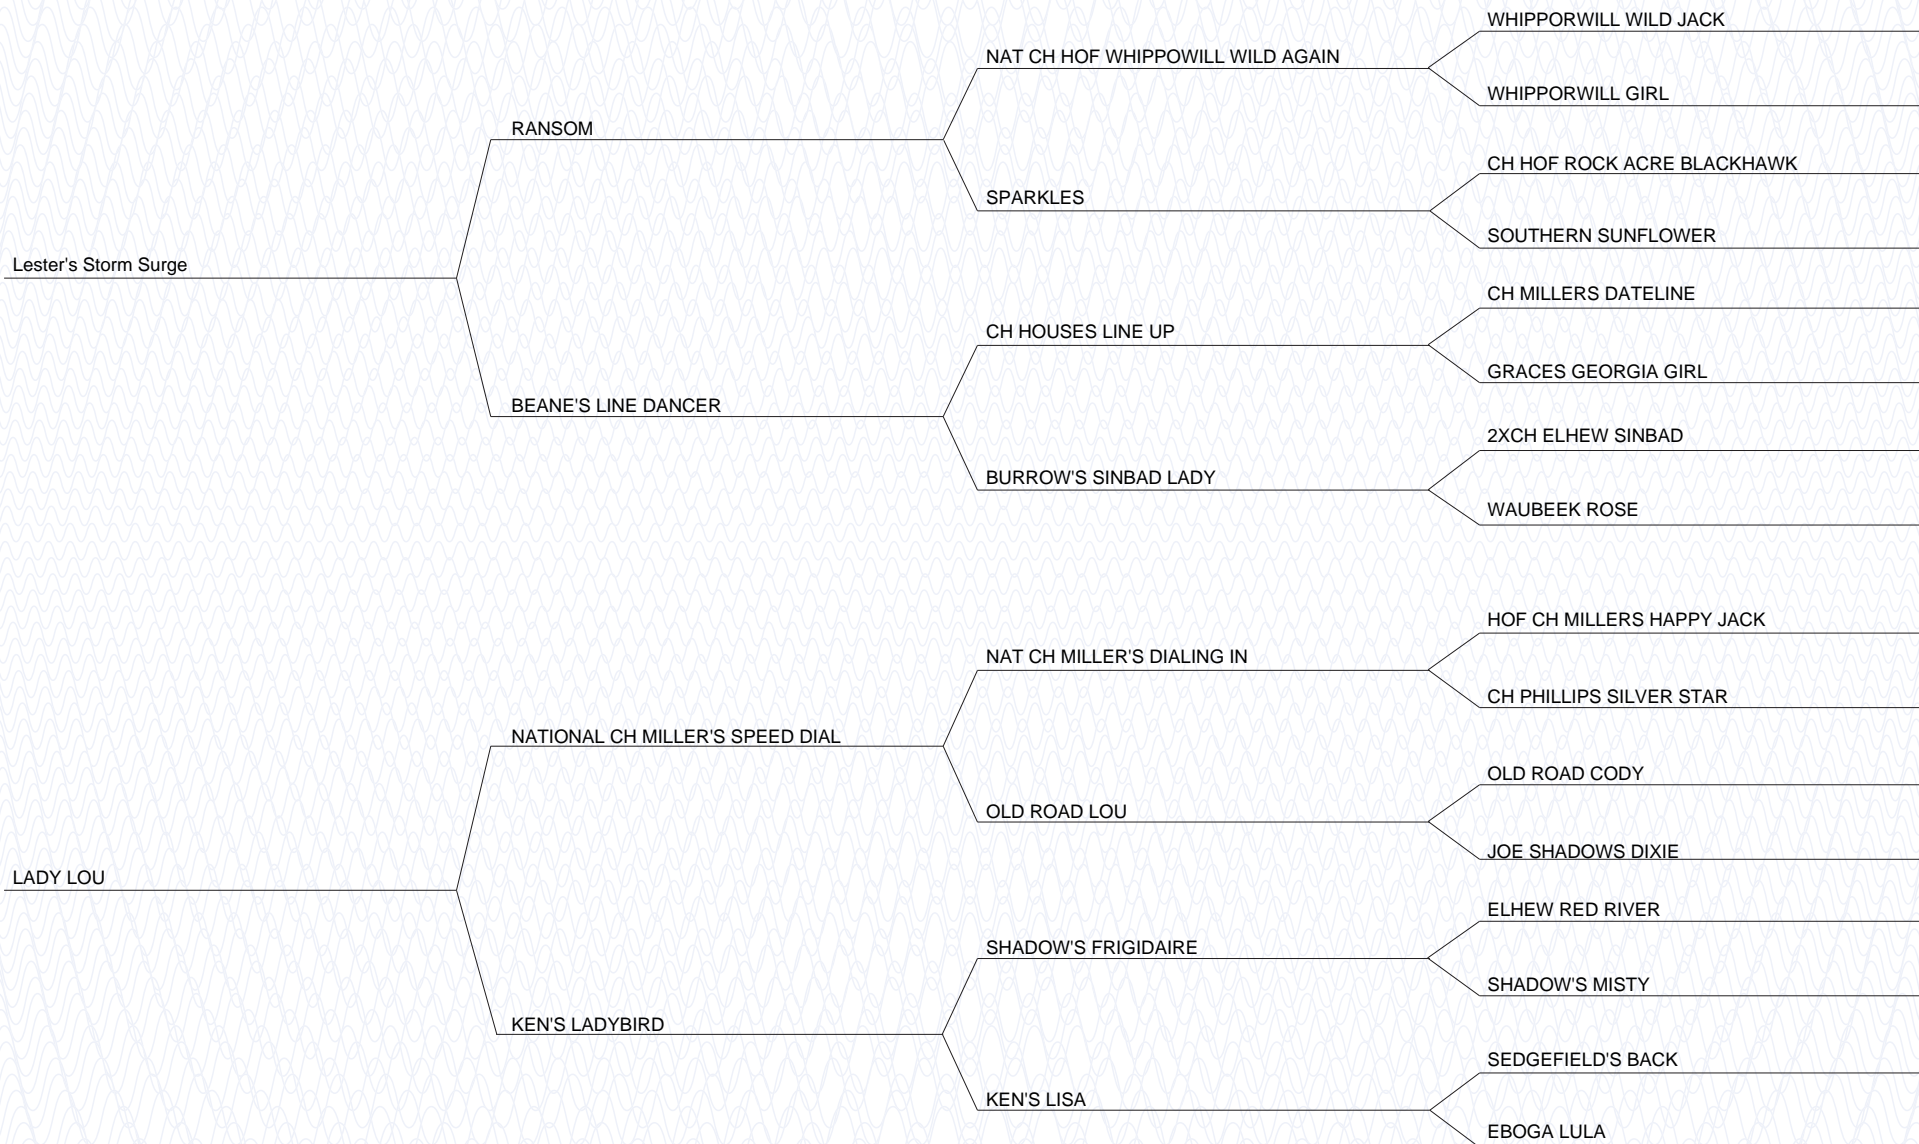 WHIPPORWILL WILD JACK
NAT CH HOF WHIPPOWILL WILD AGAIN
WHIPPORWILL GIRL
RANSOM
CH HOF ROCK ACRE BLACKHAWK
SPARKLES
SOUTHERN SUNFLOWER
Lester's Storm Surge
CH MILLERS DATELINE
CH HOUSES LINE UP
GRACES GEORGIA GIRL
BEANE'S LINE DANCER
2XCH ELHEW SINBAD
BURROW'S SINBAD LADY
WAUBEEK ROSE
HOF CH MILLERS HAPPY JACK
NAT CH MILLER'S DIALING IN
CH PHILLIPS SILVER STAR
NATIONAL CH MILLER'S SPEED DIAL
OLD ROAD CODY
OLD ROAD LOU
JOE SHADOWS DIXIE
LADY LOU
ELHEW RED RIVER
SHADOW'S FRIGIDAIRE
SHADOW'S MISTY
KEN'S LADYBIRD
SEDGEFIELD'S BACK
KEN'S LISA
EBOGA LULA